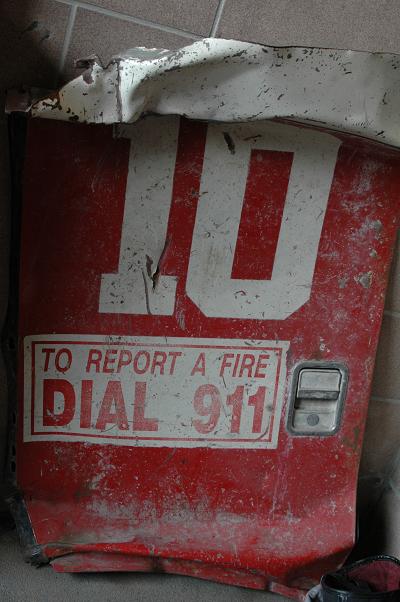 10
TO REPORT A FIRE
DIAL 911